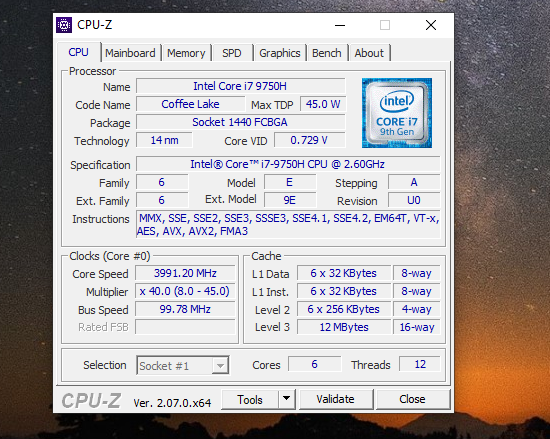 CPU-Z
CPU Mainboard Memory SPD Graphics Bench About
Processor
Name Intel Core i7 9750H
Code Name Coffee Lake Max TDP 45.0 W
Package Socket 1440 FCBGA
Technology 14 nm Core VID 0.729 V
intel
CORE i7
9th Gen
Specification Intel® Core™ i7-9750H CPU @ 2.60GHz
Family 6 Model E Stepping A
Ext. Family 6 Ext. Model 9E Revision U0
Instructions MMX, SSE, SSE2, SSE3, SSSE3, SSE4.1, SSE4.2, EM64T, VT-x,
AES, AVX, AVX2, FMA3
Clocks (Core #0)
Core Speed 3991.20 MHz
Multiplier x 40.0 (8.0 - 45.0)
Bus Speed 99.78 MHz
Rated FSB
Cache
L1 Data 6 x 32 KBytes 8-way
L1 Inst. 6 x 32 KBytes 8-way
Level 2 6 x 256 KBytes 4-way
Level 3 12 MBytes 16-way
Selection Socket #1 Cores 6 Threads 12
CPU-Z Ver. 2.07.0.x64 Tools Validate Close